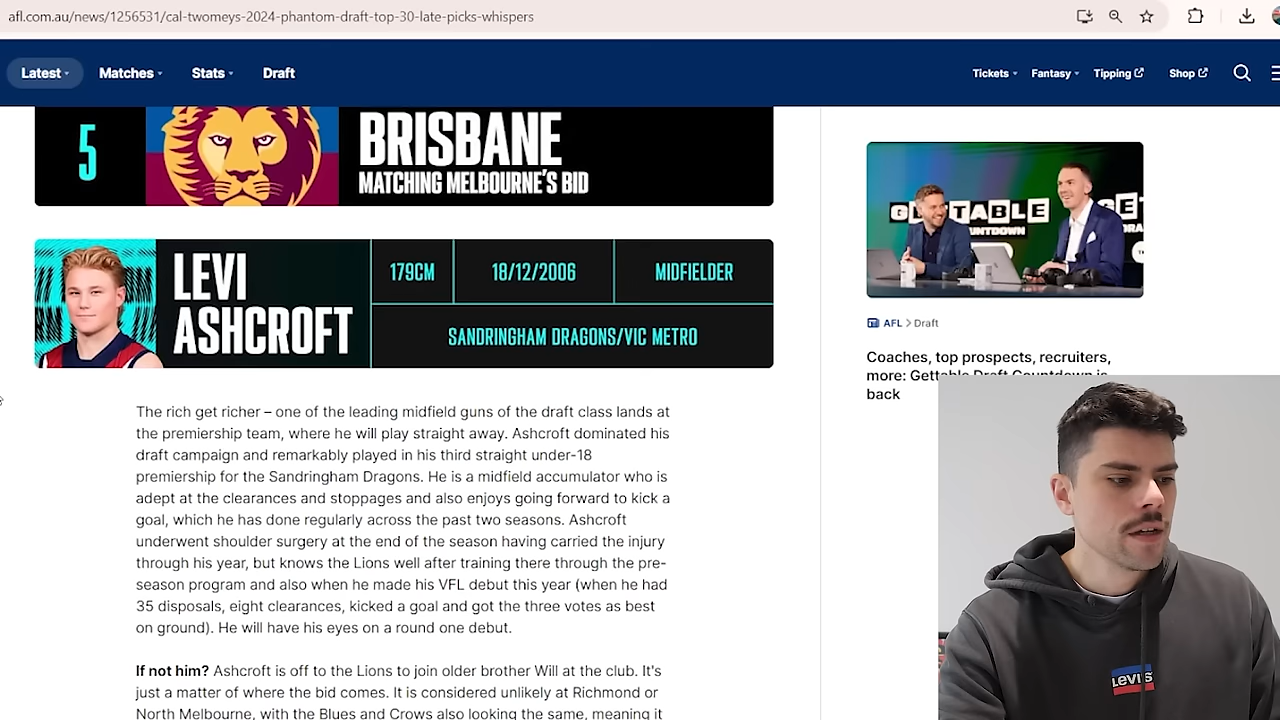 afl.com.au/news/1256531/cal-twomeys-2024-phantom-draft-top-30-late-picks-whispers
Latest Matches Stats Draft Tickets Fantasy Tipping Shop
5
BRISBANE
MATCHING MELBOURNE'S BID
LEVI
ASHCROFT
179CM 18/12/2006 MIDFIELDER
SANDRINGHAM DRAGONS/VIC METRO
The rich get richer – one of the leading midfield guns of the draft class lands at
the premiership team, where he will play straight away. Ashcroft dominated his
draft campaign and remarkably played in his third straight under-18
premiership for the Sandringham Dragons. He is a midfield accumulator who is
adept at the clearances and stoppages and also enjoys going forward to kick a
goal, which he has done regularly across the past two seasons. Ashcroft
underwent shoulder surgery at the end of the season having carried the injury
through his year, but knows the Lions well after training there through the pre-
season program and also when he made his VFL debut this year (when he had
35 disposals, eight clearances, kicked a goal and got the three votes as best
on ground). He will have his eyes on a round one debut.
If not him? Ashcroft is off to the Lions to join older brother Will at the club. It's
just a matter of where the bid comes. It is considered unlikely at Richmond or
North Melbourne, with the Blues and Crows also looking the same, meaning it
AFL > Draft
Coaches, top prospects, recruiters,
more: Gettable Draft Countdown is
back
LEVI'S